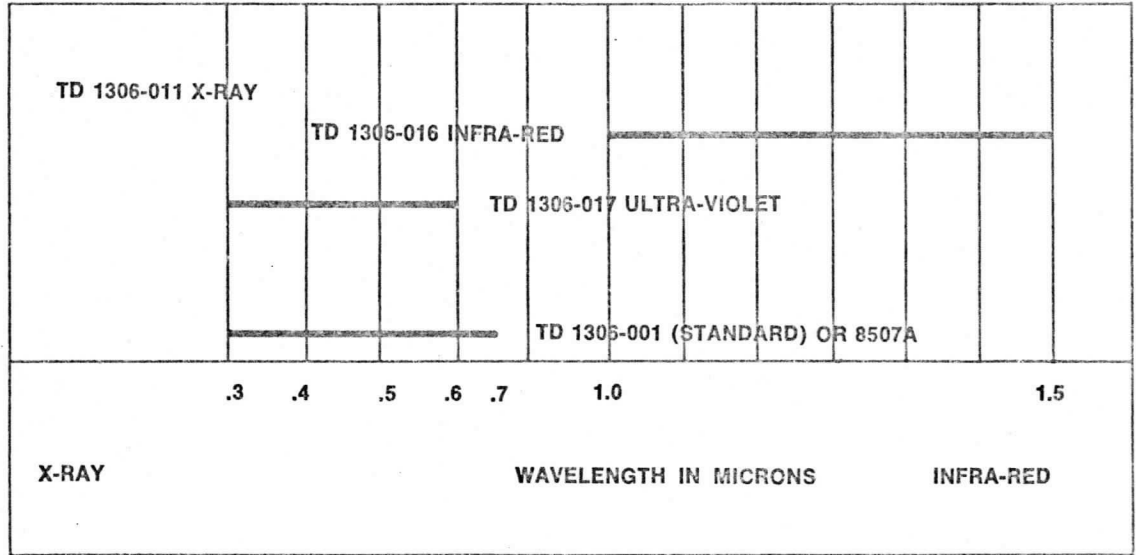 TD 1306-011 X-RAY
TD 1306-016 INFRA-RED
TD 1306-017 ULTRA-VIOLET
TD 1306-001 (STANDARD) OR 8507A
.3 .4 .5 .6 .7 1.0 1.5
X-RAY WAVELENGTH IN MICRONS INFRA-RED